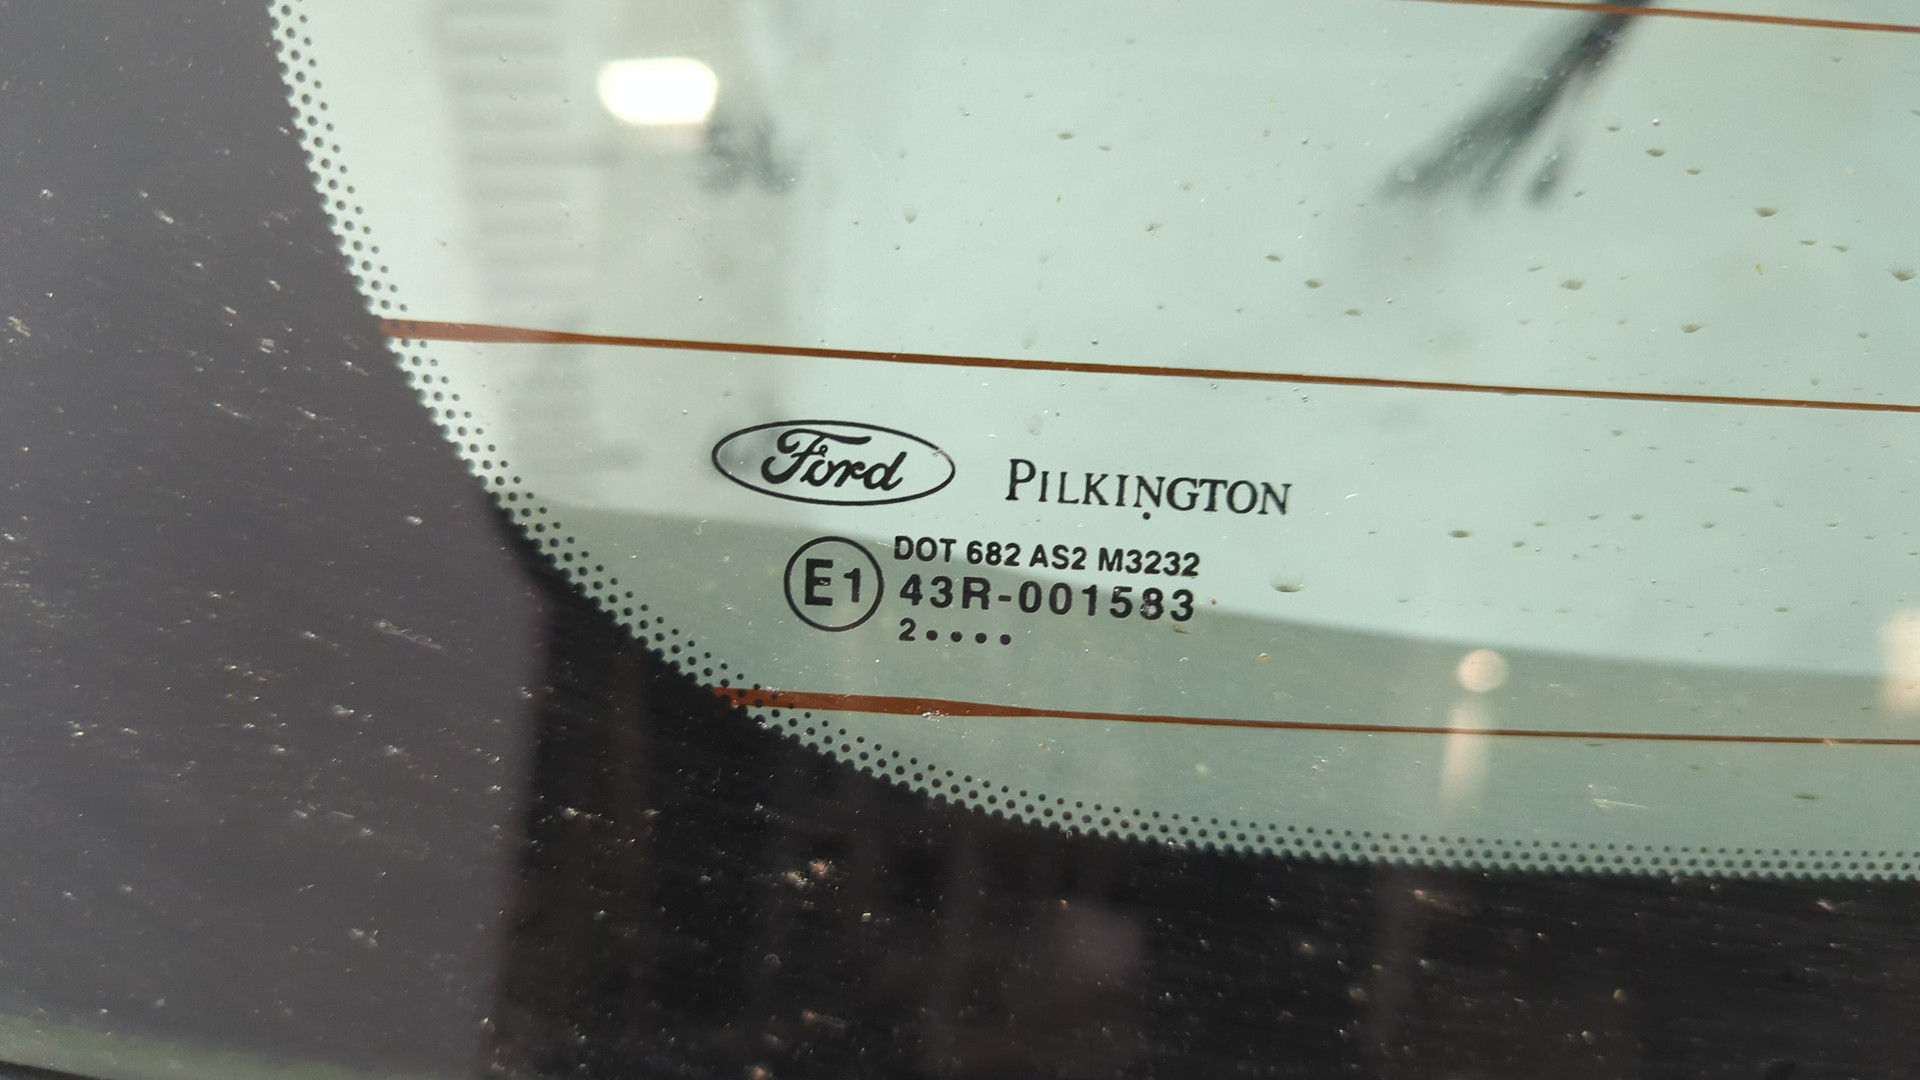 Ford PILKINGTON
DOT 682 AS2 M3232
E1 43R-001583
2••••